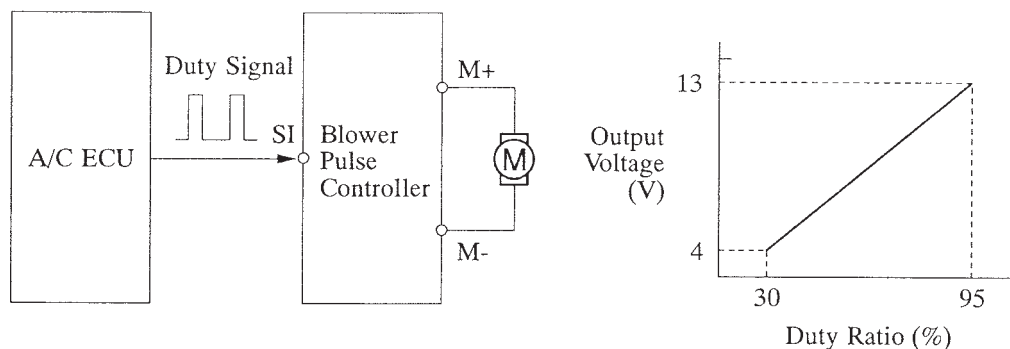 A/C ECU
Duty Signal
SI
Blower
Pulse
Controller
M+
M
M-
Output
Voltage
(V)
13
4
30
95
Duty Ratio (%)